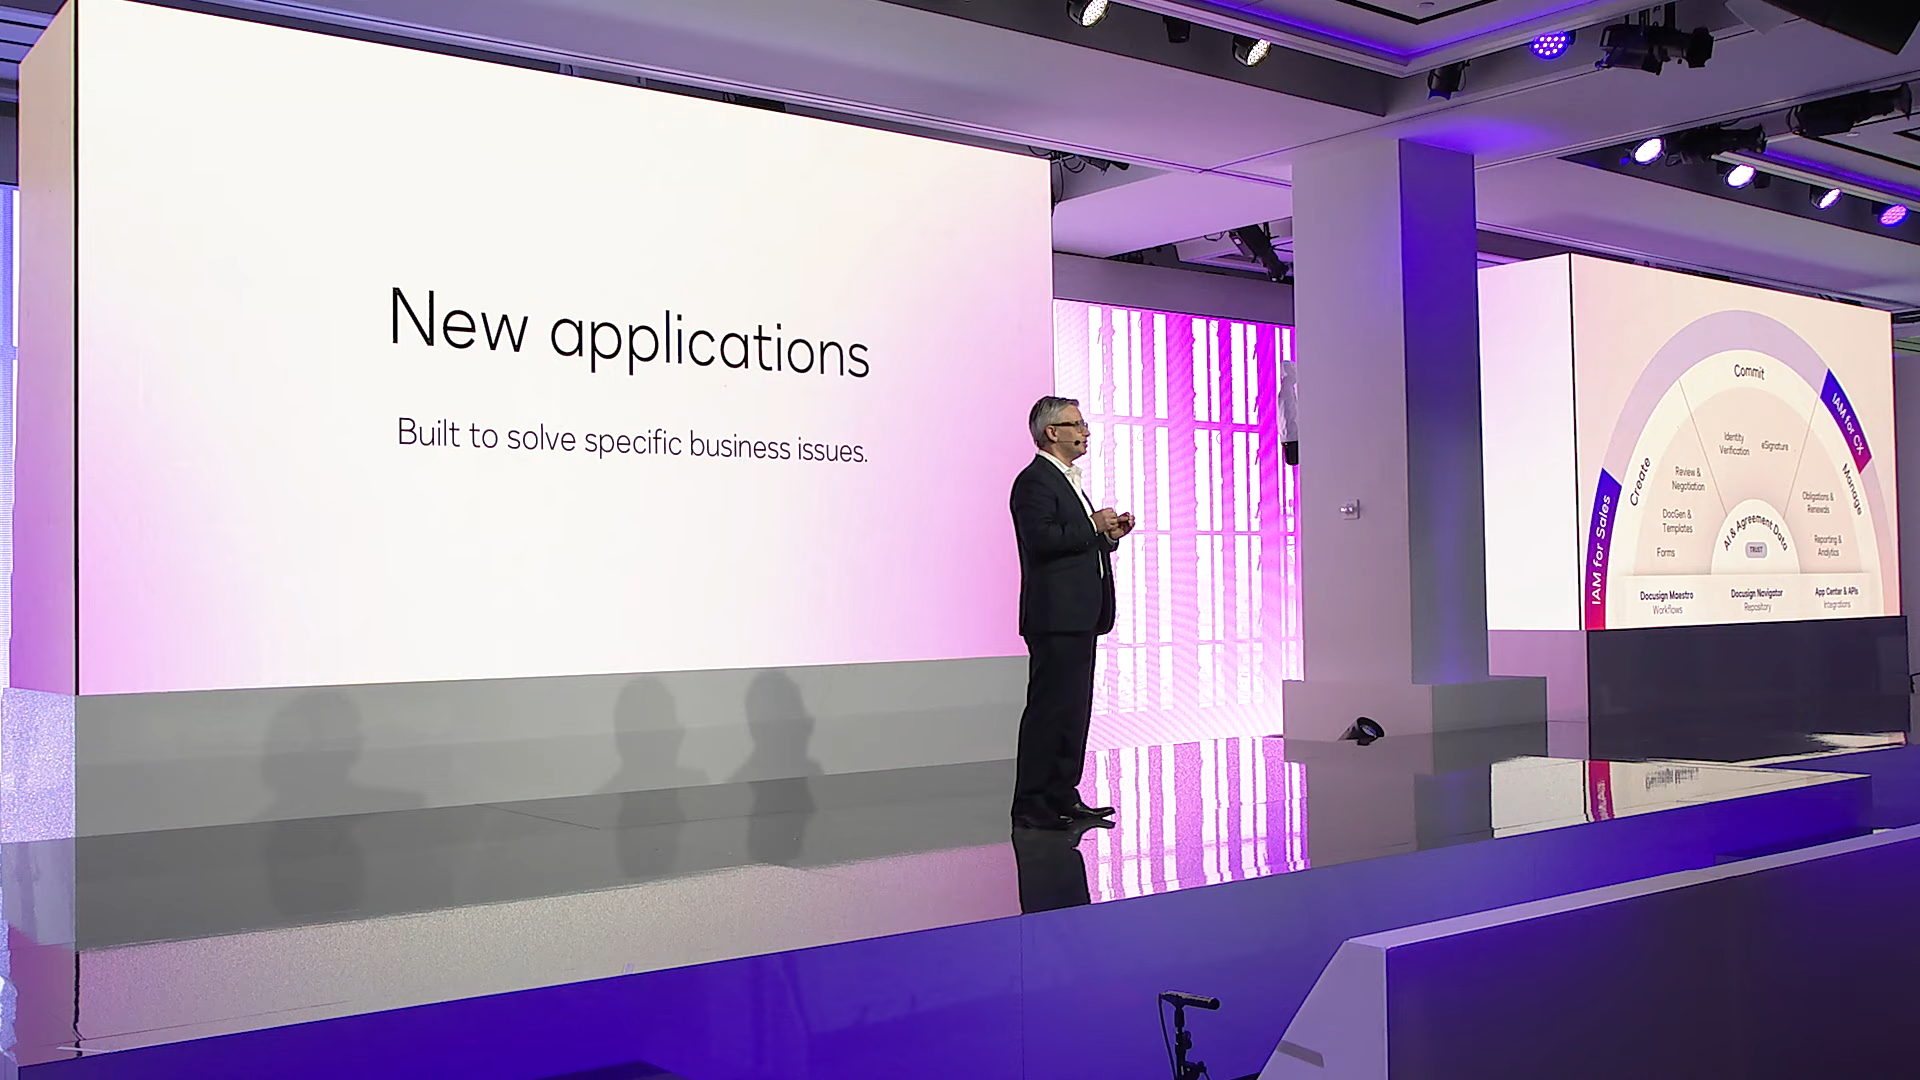 New applications
Built to solve specific business issues.
Commit
IAM for CX
Identity
Verification
eSignature
Create
Manage
Review &
Negotiation
Obligations &
Renewals
DocGen &
Templates
AI & Agreement Data
TRUST
Reporting &
Analytics
Forms
IAM for Sales
Docusign Maestro
Workflows
Docusign Navigator
Repository
App Center & APIs
Integrations